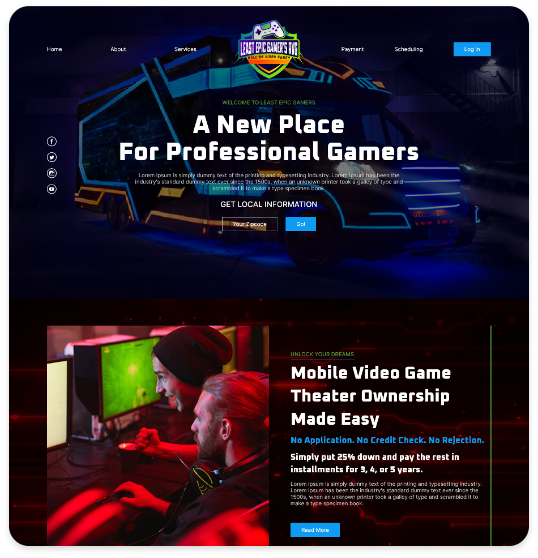 Home
About
Services
LEAST EPIC GAMER'S RVG
Payment
Scheduling
Log In
WELCOME TO LEAST EPIC GAMERS
A New Place
For Professional Gamers
Lorem Ipsum is simply dummy text of the printing and typesetting industry. Lorem Ipsum has been the
industry's standard dummy text ever since the 1500s, when an unknown printer took a galley of type and
scrambled it to make a type specimen book.
GET LOCAL INFORMATION
Your Zipcode
Go!
UNLOCK YOUR DREAMS
Mobile Video Game
Theater Ownership
Made Easy
No Application. No Credit Check. No Rejection.
Simply put 25% down and pay the rest in
installments for 3, 4, or 5 years.
Lorem Ipsum is simply dummy text of the printing and typesetting industry.
Lorem Ipsum has been the industry's standard dummy text ever since the
1500s, when an unknown printer took a galley of type and scrambled it to
make a type specimen book.
Read More